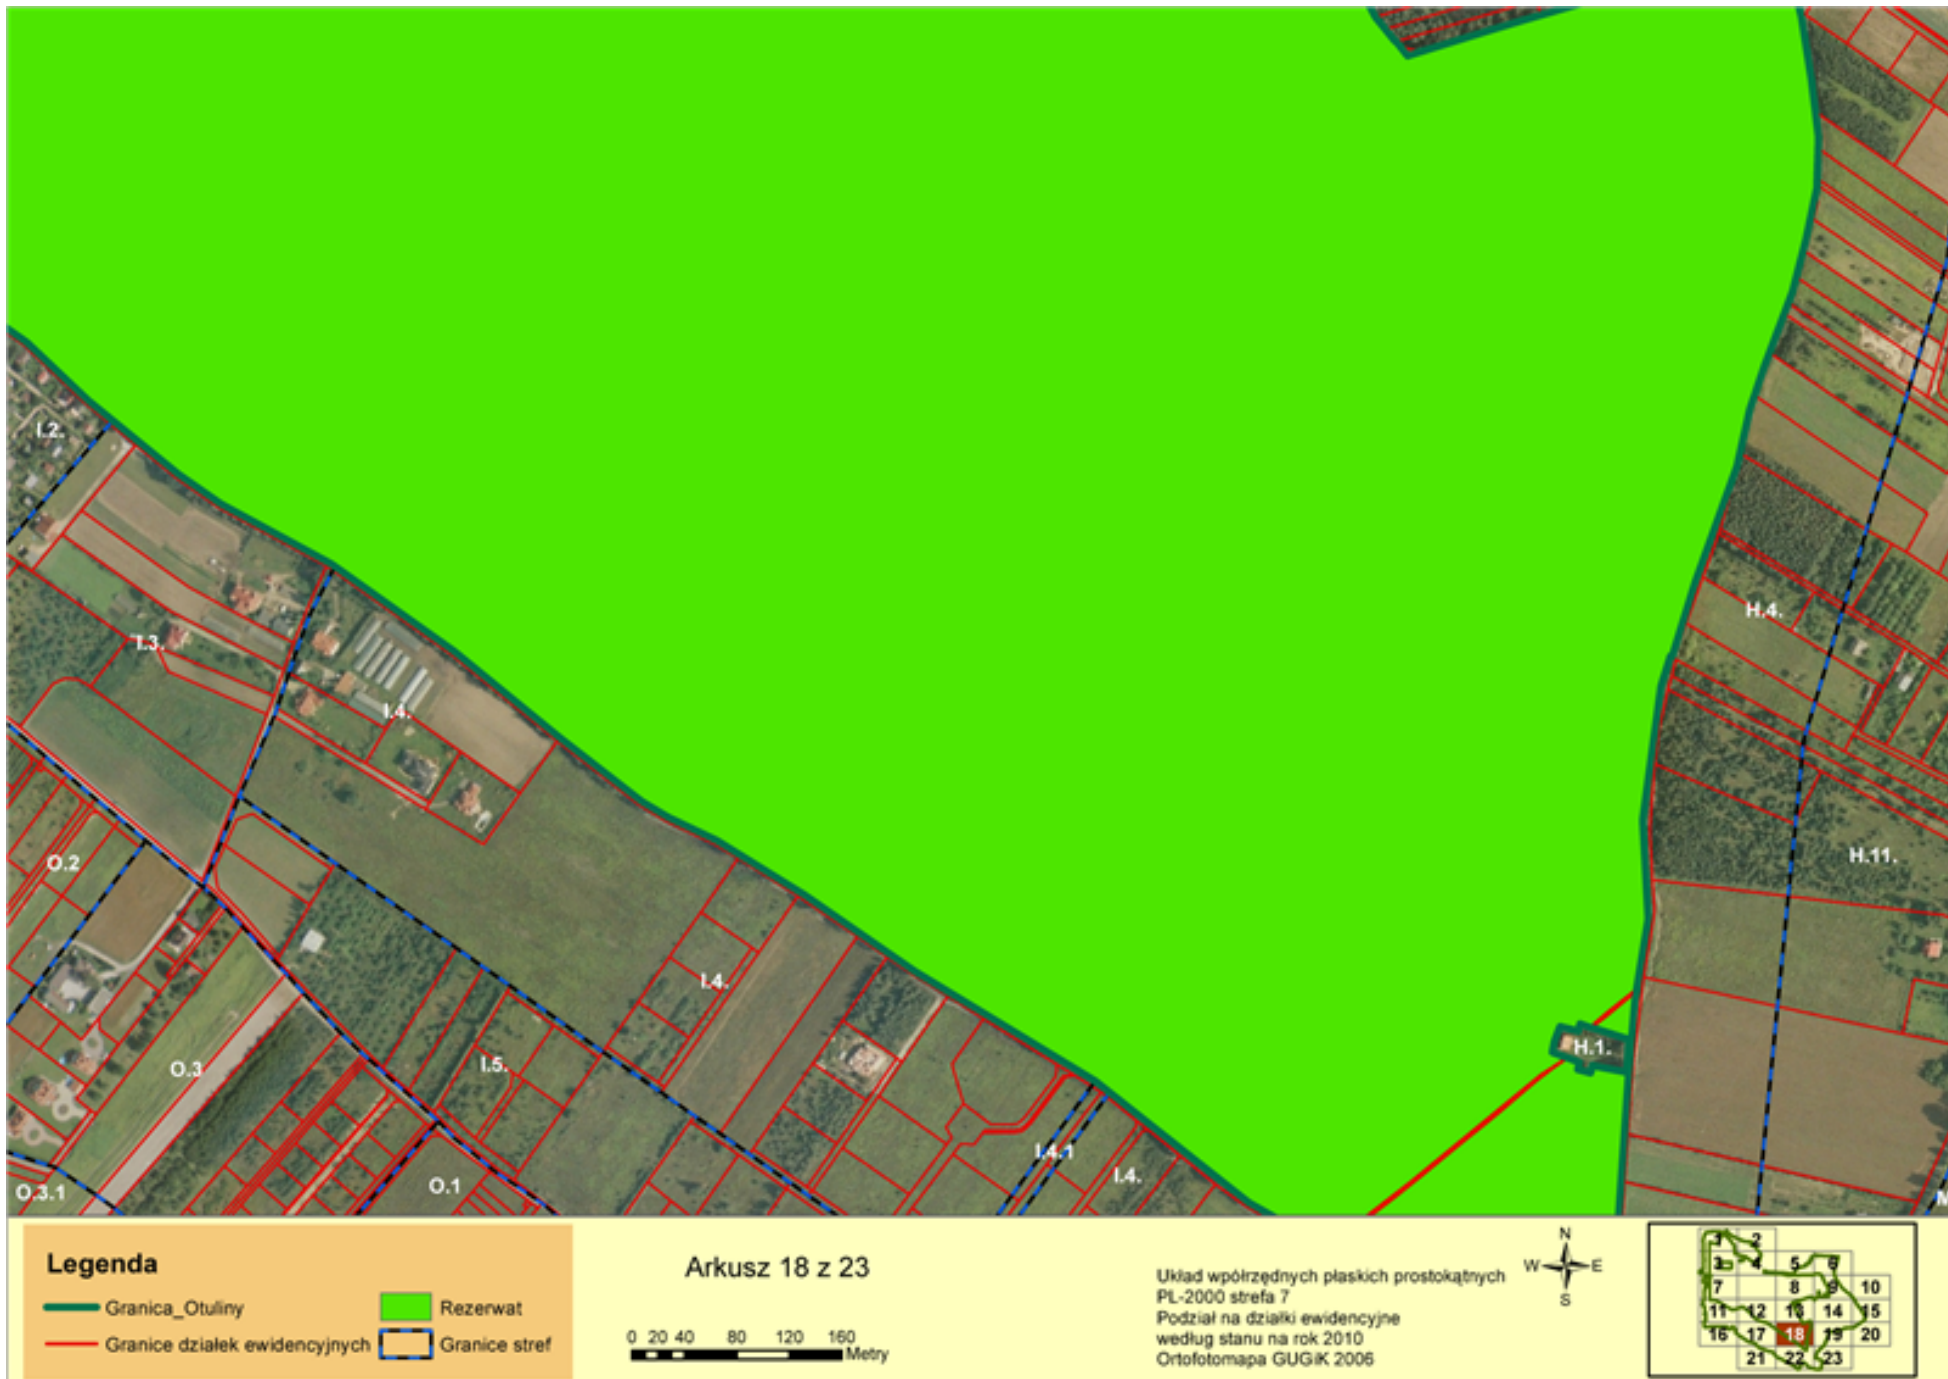 I.2.
H.4.
I.3.
I.4.
O.2
H.11.
I.4.
H.1.
O.3
I.5.
I.4.1
I.4.
O.3.1
O.1
Legenda
Granica_Otuliny
Rezerwat
Granice działek ewidencyjnych
Granice stref
Arkusz 18 z 23
0 20 40 80 120 160
Metry
Układ wpółrzędnych płaskich prostokątnych
PL-2000 strefa 7
Podział na działki ewidencyjne
według stanu na rok 2010
Ortofotomapa GUGiK 2006
N
W E
S
1 2
3 4 5 6
7 8 9 10
11 12 13 14 15
16 17 18 19 20
21 22 23